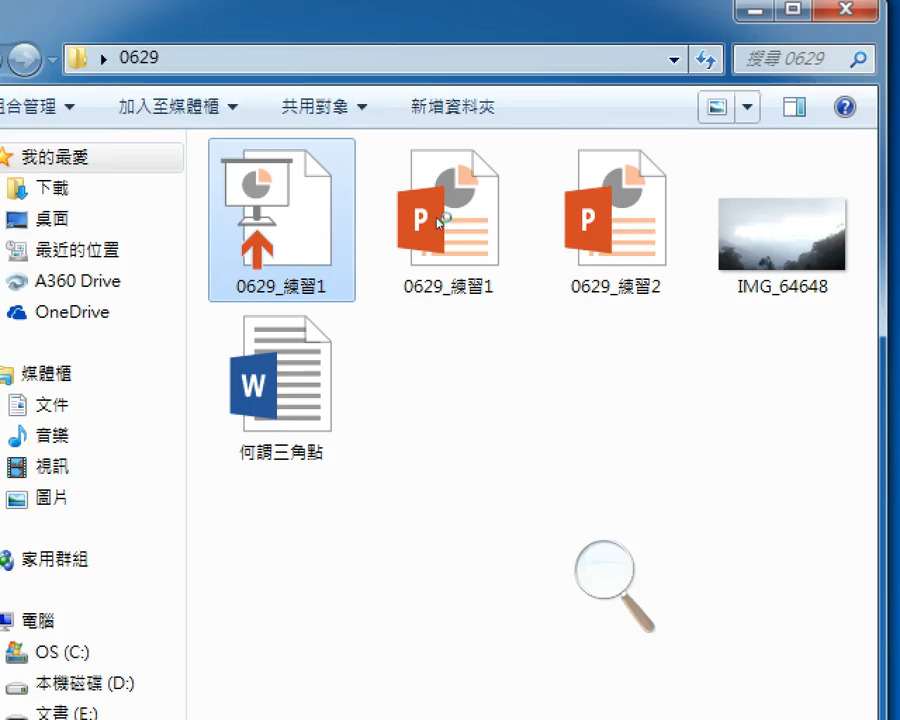 0629
搜尋 0629
組合管理
加入至媒體櫃
共用對象
新增資料夾
我的最愛
下載
桌面
最近的位置
A360 Drive
OneDrive
媒體櫃
文件
音樂
視訊
圖片
家用群組
電腦
OS (C:)
本機磁碟 (D:)
文書 (E:)
0629_練習1
P
0629_練習1
P
0629_練習2
IMG_64648
W
何謂三角點